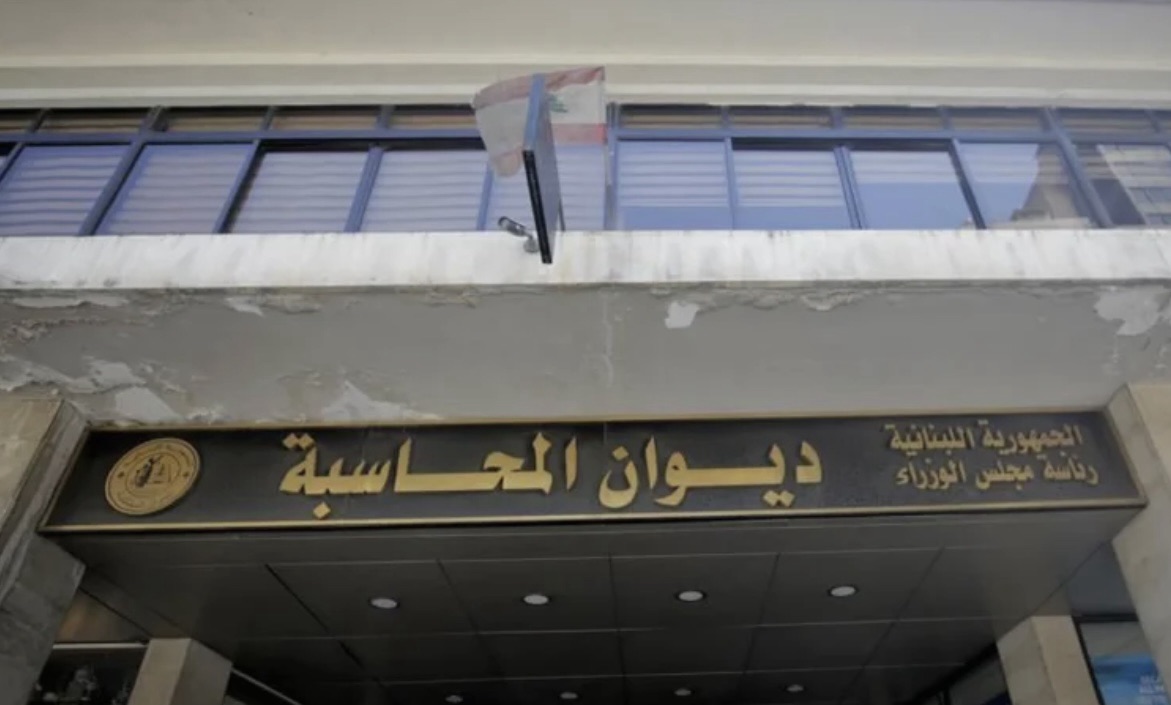 الجمهورية اللبنانية
رئاسة مجلس الوزراء
ديوان المحاسبة